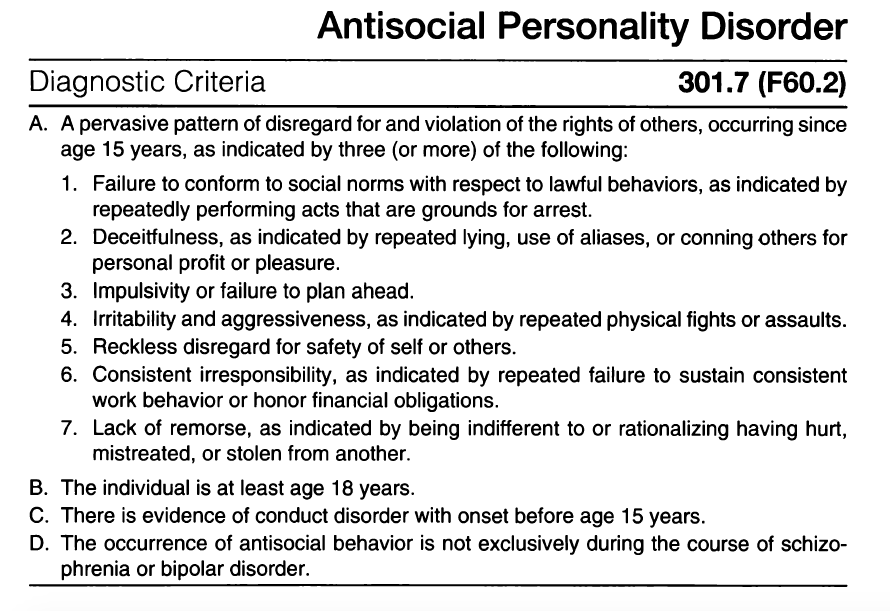 Antisocial Personality Disorder
Diagnostic Criteria 301.7 (F60.2)
A. A pervasive pattern of disregard for and violation of the rights of others, occurring since
age 15 years, as indicated by three (or more) of the following:
1. Failure to conform to social norms with respect to lawful behaviors, as indicated by
repeatedly performing acts that are grounds for arrest.
2. Deceitfulness, as indicated by repeated lying, use of aliases, or conning others for
personal profit or pleasure.
3. Impulsivity or failure to plan ahead.
4. Irritability and aggressiveness, as indicated by repeated physical fights or assaults.
5. Reckless disregard for safety of self or others.
6. Consistent irresponsibility, as indicated by repeated failure to sustain consistent
work behavior or honor financial obligations.
7. Lack of remorse, as indicated by being indifferent to or rationalizing having hurt,
mistreated, or stolen from another.
B. The individual is at least age 18 years.
C. There is evidence of conduct disorder with onset before age 15 years.
D. The occurrence of antisocial behavior is not exclusively during the course of schizo-
phrenia or bipolar disorder.